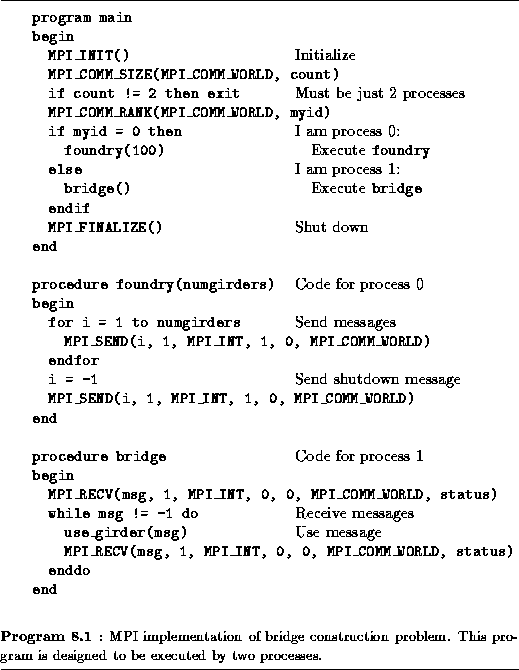 program main
begin
MPI_INIT() Initialize
MPI_COMM_SIZE(MPI_COMM_WORLD, count)
if count != 2 then exit Must be just 2 processes
MPI_COMM_RANK(MPI_COMM_WORLD, myid)
if myid = 0 then I am process 0:
foundry(100) Execute foundry
else I am process 1:
bridge() Execute bridge
endif
MPI_FINALIZE() Shut down
end
procedure foundry(numgirders) Code for process 0
begin
for i = 1 to numgirders Send messages
MPI_SEND(i, 1, MPI_INT, 1, 0, MPI_COMM_WORLD)
endfor
i = -1 Send shutdown message
MPI_SEND(i, 1, MPI_INT, 1, 0, MPI_COMM_WORLD)
end
procedure bridge Code for process 1
begin
MPI_RECV(msg, 1, MPI_INT, 0, 0, MPI_COMM_WORLD, status)
while msg != -1 do Receive messages
use_girder(msg) Use message
MPI_RECV(msg, 1, MPI_INT, 0, 0, MPI_COMM_WORLD, status)
enddo
end
Program 8.1 : MPI implementation of bridge construction problem. This pro-
gram is designed to be executed by two processes.